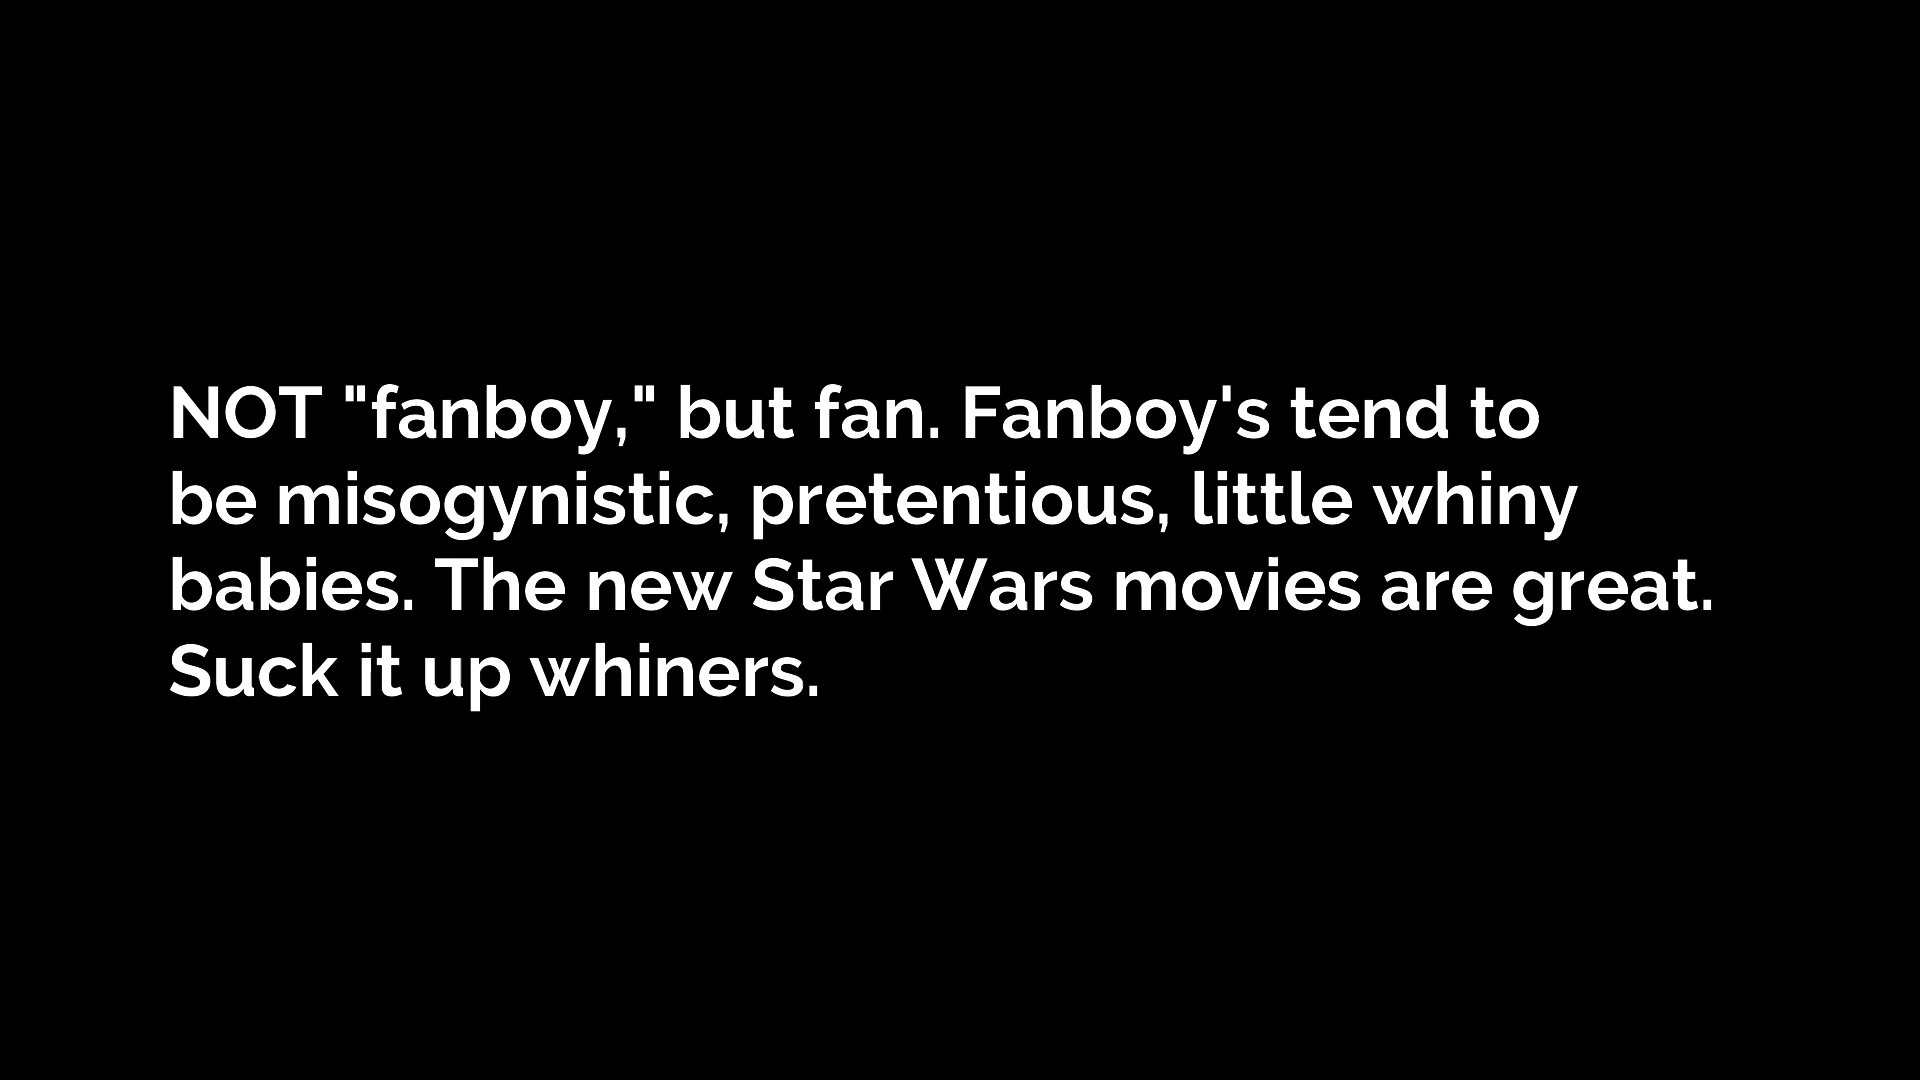 NOT "fanboy," but fan. Fanboy's tend to
be misogynistic, pretentious, little whiny
babies. The new Star Wars movies are great.
Suck it up whiners.